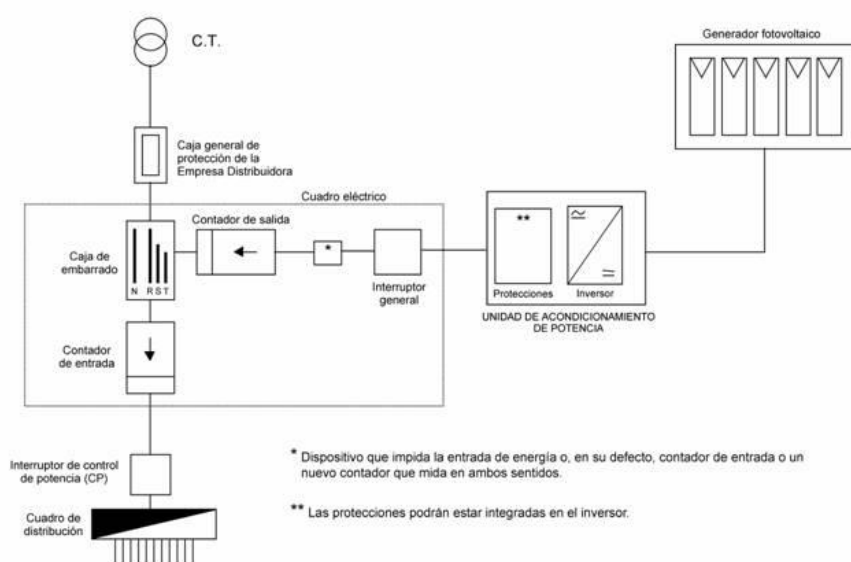 C.T.
Generador fotovoltaico
Caja general de
protección de la
Empresa Distribuidora
Cuadro eléctrico
Contador de salida
*
**
Caja de
embarrado
N R S T
Interruptor
general
Protecciones
Inversor
UNIDAD DE ACONDICIONAMIENTO
DE POTENCIA
Contador
de entrada
Interruptor de control
de potencia (CP)
* Dispositivo que impida la entrada de energía o, en su defecto, contador de entrada o un
nuevo contador que mida en ambos sentidos.
** Las protecciones podrán estar integradas en el inversor.
Cuadro de
distribución